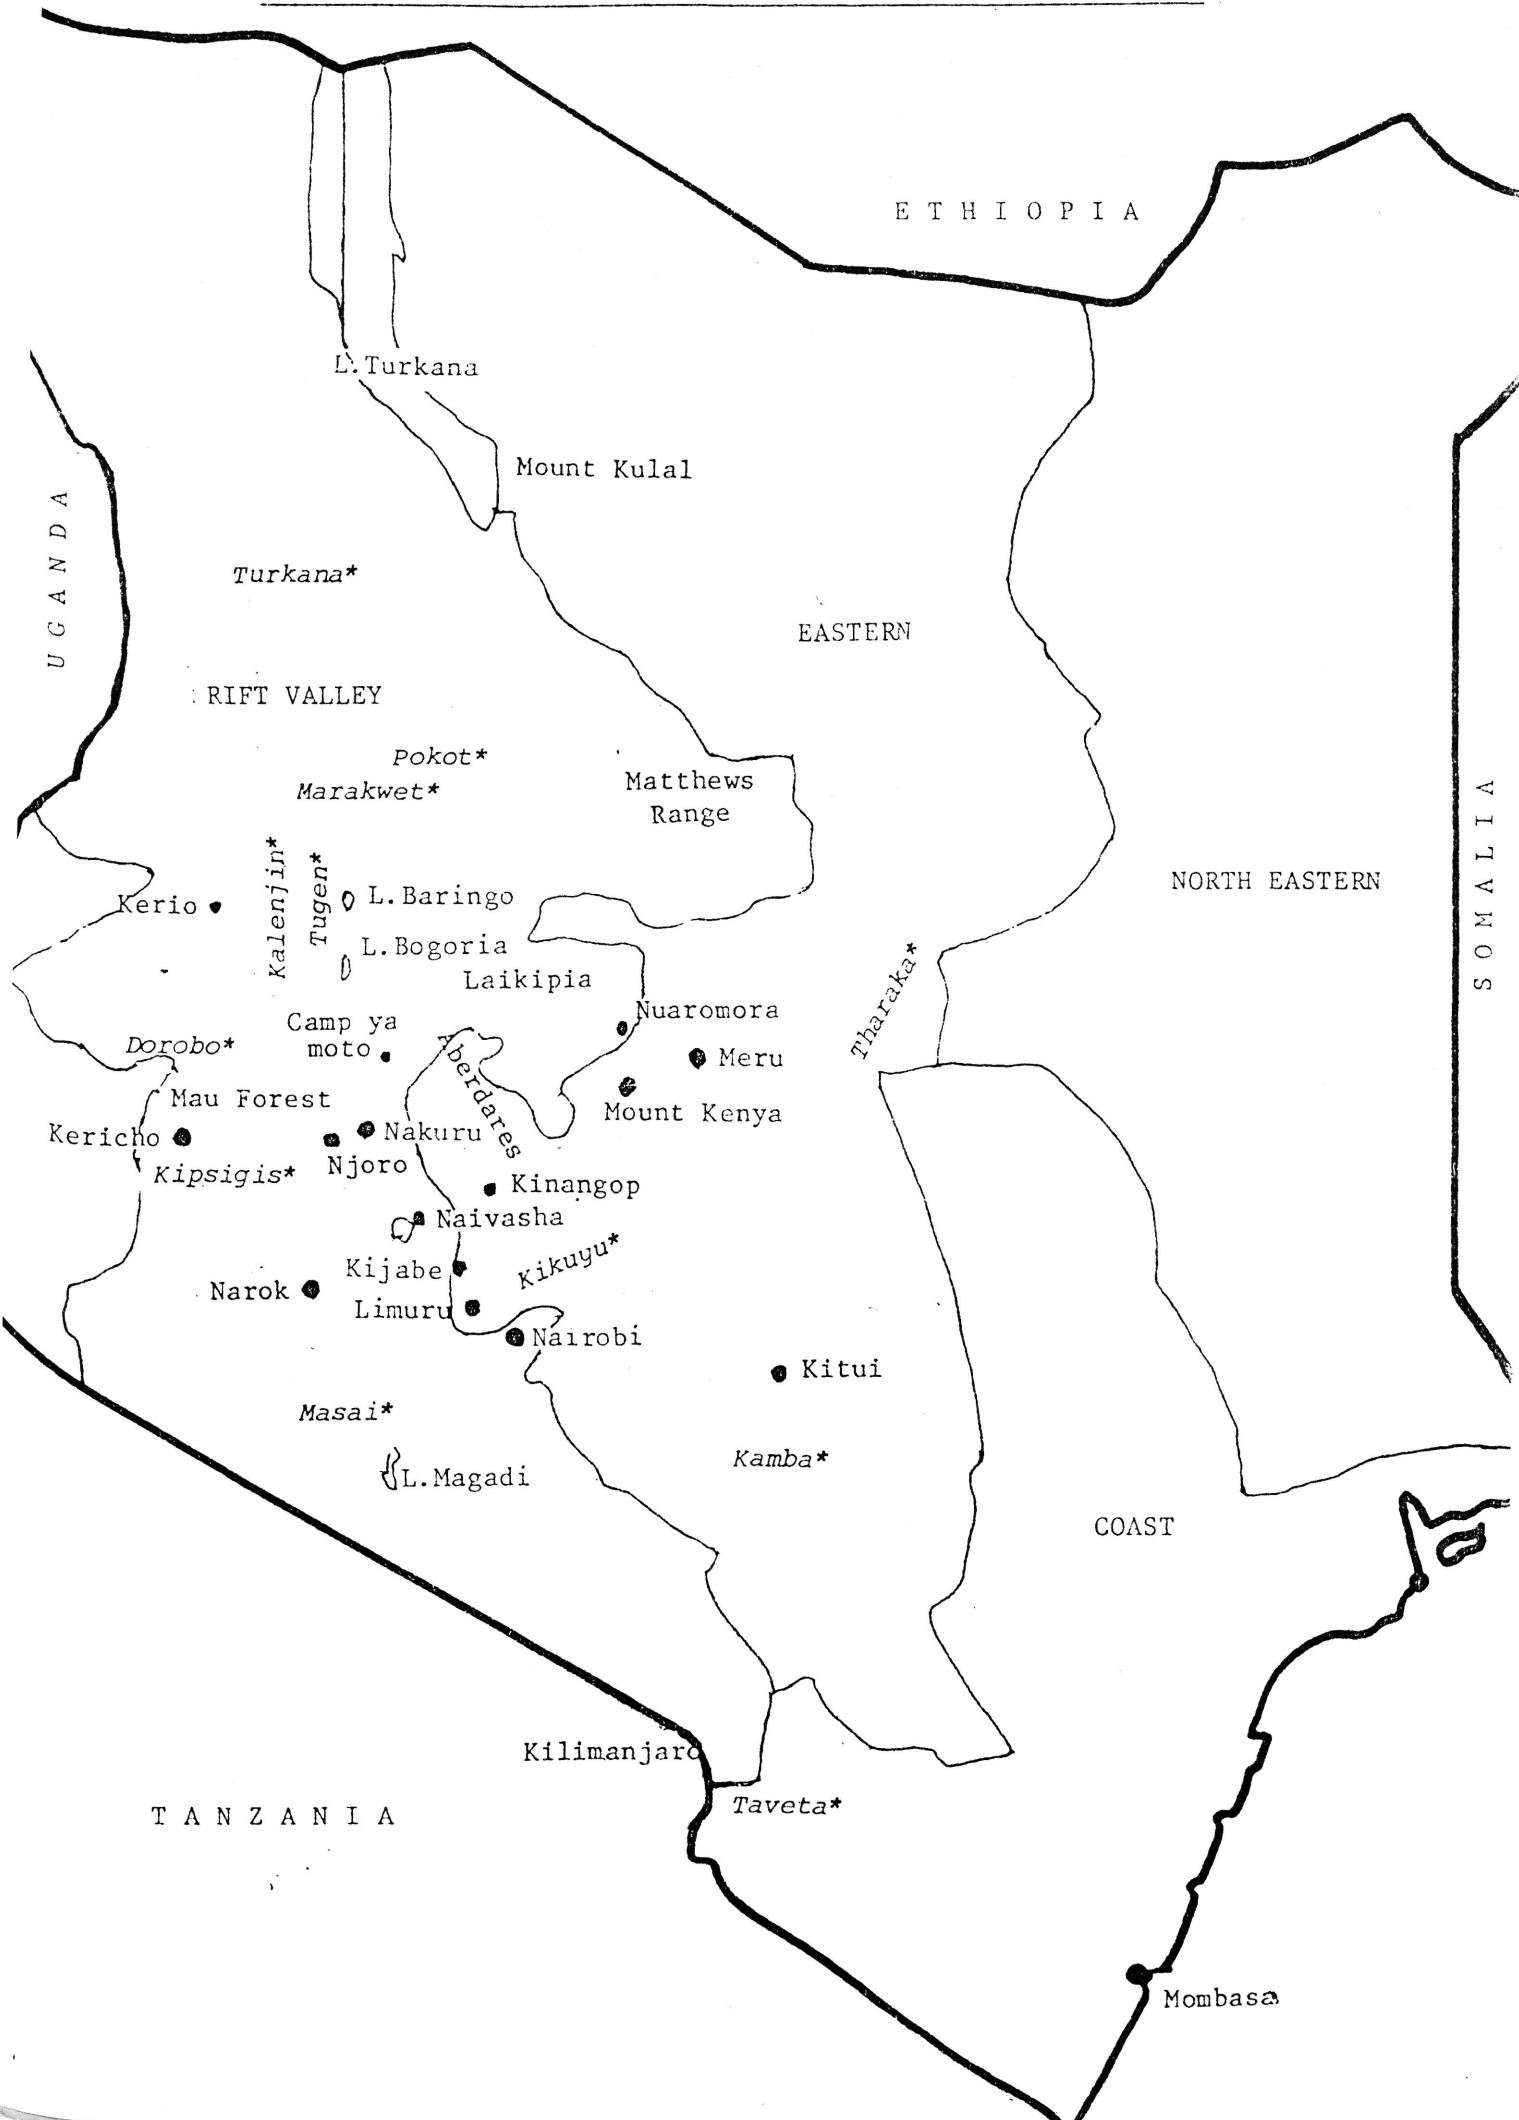 ETHIOPIA
L.Turkana
Mount Kulal
UGANDA
Turkana*
EASTERN
RIFT VALLEY
Pokot*
Marakwet*
Matthews
Range
SOMALIA
NORTH EASTERN
Kalenjin*
Tugen*
Kerio
L.Baringo
L.Bogoria
Laikipia
Tharaka*
Nuaromora
Camp ya
moto
Dorobo*
Aberdares
Meru
Mau Forest
Mount Kenya
Kericho
Nakuru
Njoro
Kipsigis*
Kinangop
Naivasha
Kikuyu*
Kijabe
Narok
Limuru
Nairobi
Kitui
Masai*
Kamba*
L.Magadi
COAST
Kilimanjaro
Taveta*
TANZANIA
Mombasa